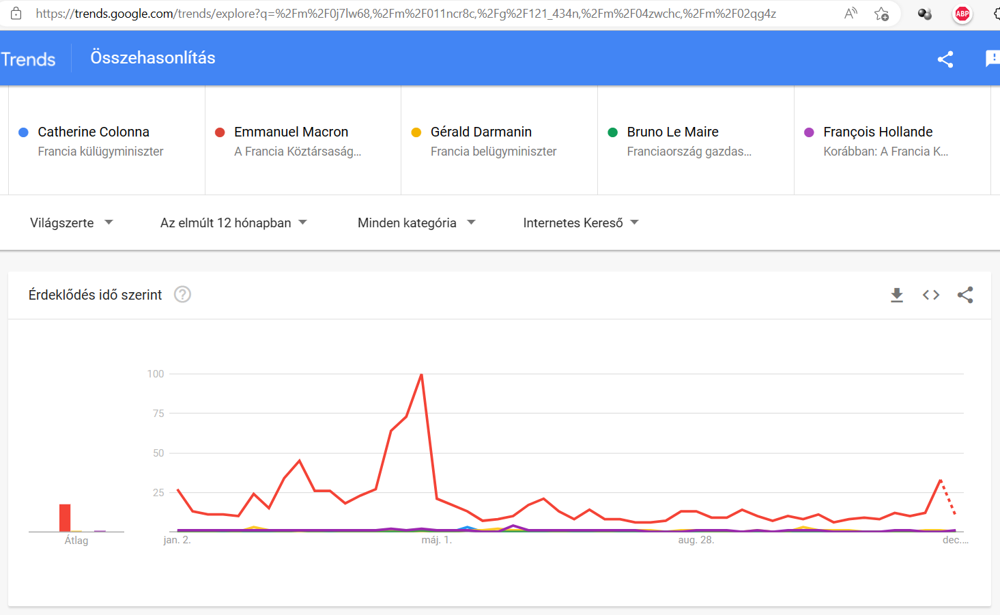 https://trends.google.com/trends/explore?q=%2Fm%2F0j7lw68,%2Fm%2F011ncr8c,%2Fg%2F121_434n,%2Fm%2F04zwchc,%2Fm%2F02qg4z
A
ABP
Trends
Összehasonlítás
Catherine Colonna
Francia külügyminiszter
Emmanuel Macron
A Francia Köztársaság...
Gérald Darmanin
Francia belügyminiszter
Bruno Le Maire
Franciaország gazdas...
François Hollande
Korábban: A Francia K...
Világszerte
Az elmúlt 12 hónapban
Minden kategória
Internetes Kereső
Érdeklődés idő szerint
?
100
75
50
25
Átlag
jan. 2.
máj. 1.
aug. 28.
dec....